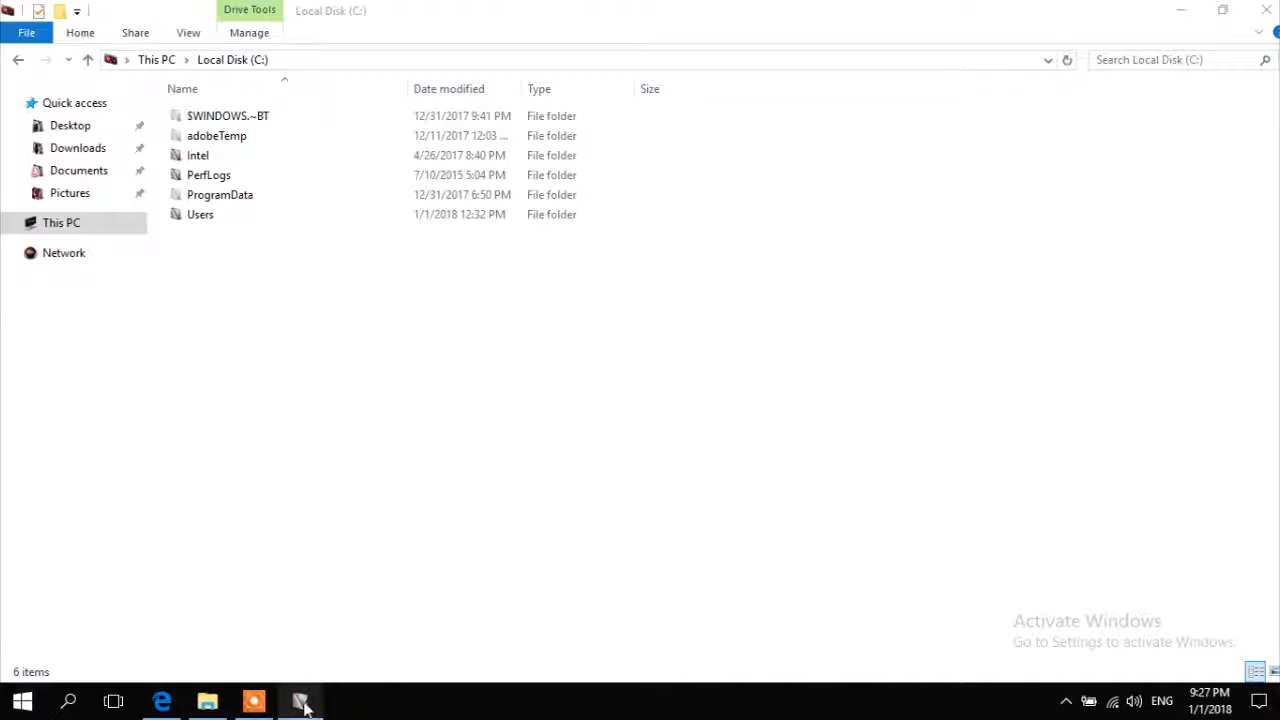 Drive Tools Local Disk (C:)
File Home Share View Manage
This PC Local Disk (C:) Search Local Disk (C:)
Name Date modified Type Size
Quick access
Desktop
Downloads
Documents
Pictures
This PC
Network
$WINDOWS.~BT 12/31/2017 9:41 PM File folder
adobeTemp 12/11/2017 12:03 ... File folder
Intel 4/26/2017 8:40 PM File folder
PerfLogs 7/10/2015 5:04 PM File folder
ProgramData 12/31/2017 6:50 PM File folder
Users 1/1/2018 12:32 PM File folder
Activate Windows
Go to Settings to activate Windows.
6 items
ENG 9:27 PM
1/1/2018